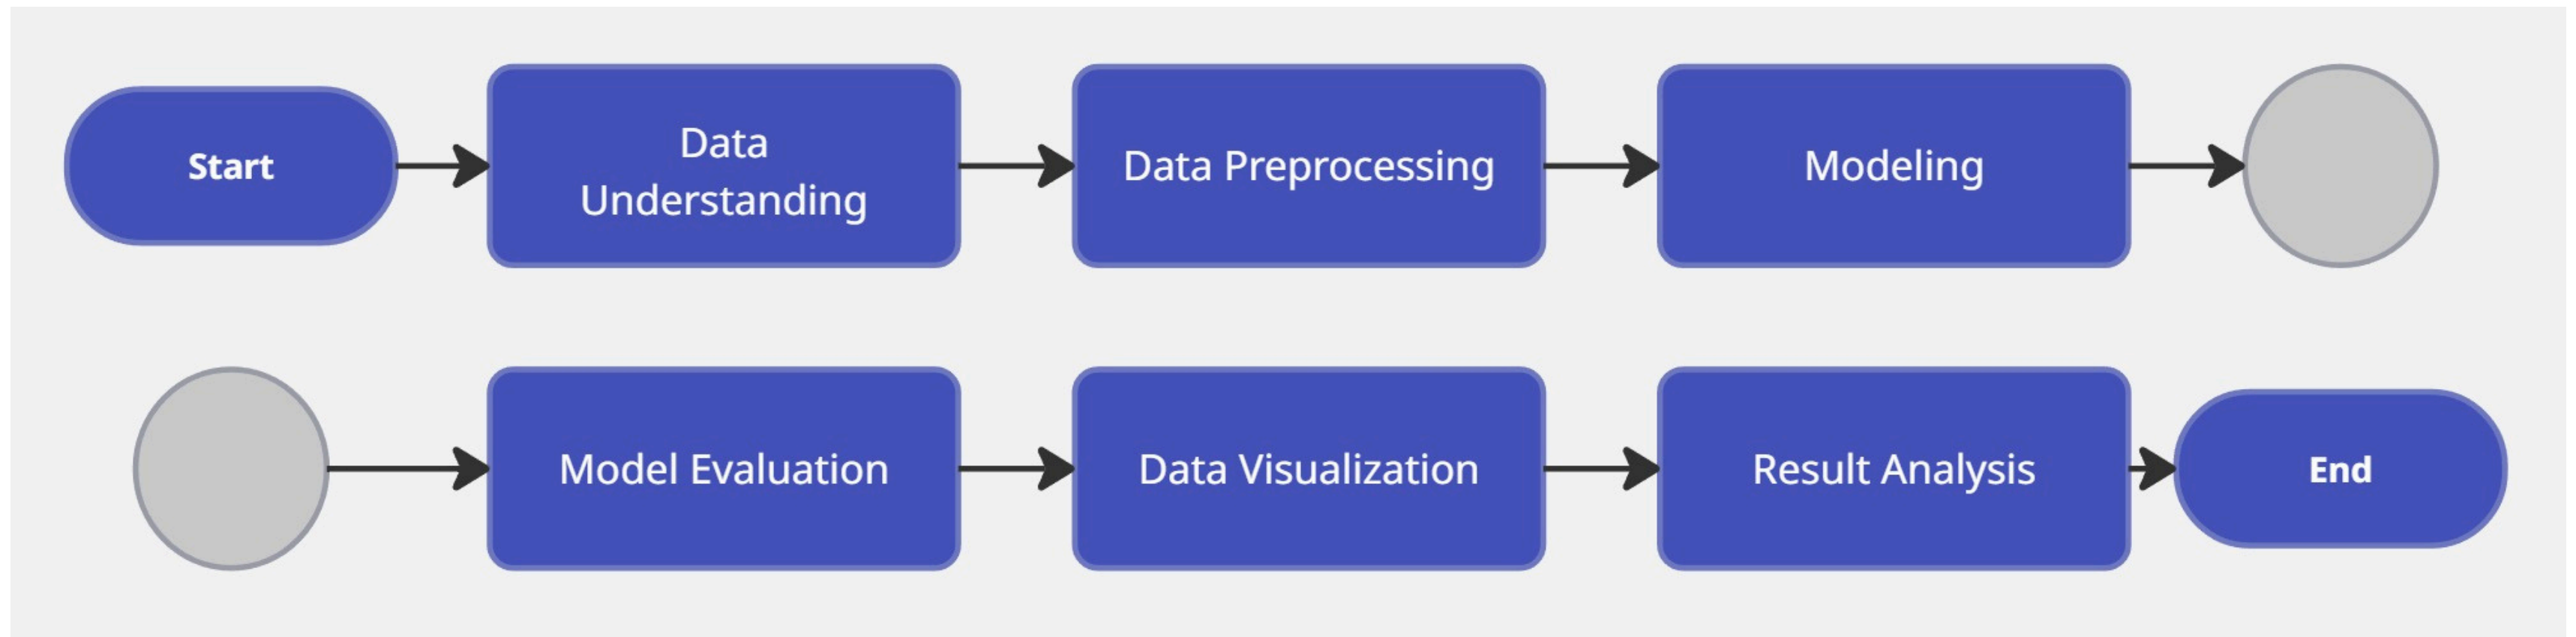 Start
Data
Understanding
Data Preprocessing
Modeling
Model Evaluation
Data Visualization
Result Analysis
End